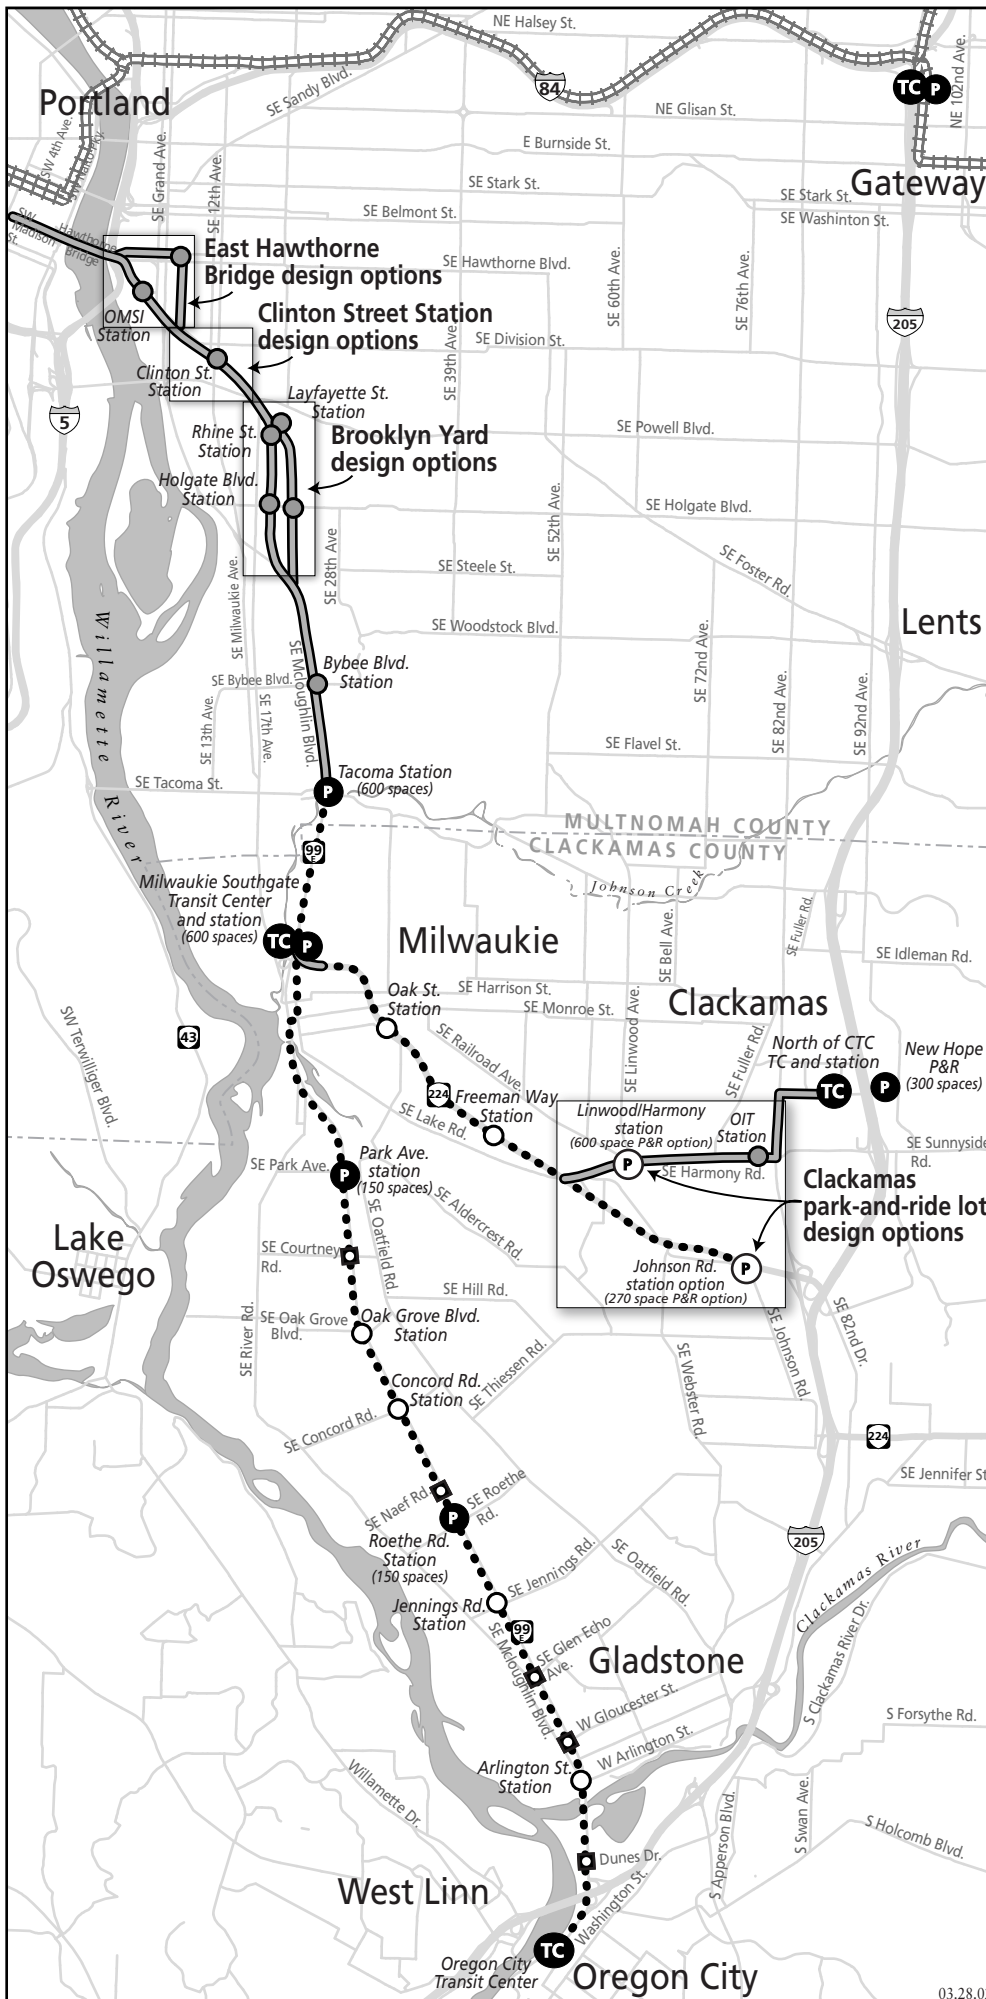 NE Halsey St.
84
TC
P
NE 102nd Ave.
Portland
SE Sandy Blvd.
NE Glisan St.
SW 4th Ave.
SW Naito Pky.
SE Grand Ave.
SE 12th Ave.
E Burnside St.
SE Stark St.
Gateway
SE Stark St.
SE Belmont St.
SE Washinton St.
SW
Madison
St.
Hawthorne
Bridge
East Hawthorne
Bridge design options
SE Hawthorne Blvd.
SE 60th Ave.
SE 76th Ave.
OMSI
Station
Clinton Street Station
design options
205
SE Division St.
SE 39th Ave.
Clinton St.
Station
5
Layfayette St.
Station
Rhine St.
Station
Brooklyn Yard
design options
SE Powell Blvd.
Holgate Blvd.
Station
SE Holgate Blvd.
SE 52th Ave.
SE 28th Ave
SE Milwaukie Ave.
SE Steele St.
SE Foster Rd.
Willamette
River
SE Woodstock Blvd.
Lents
SE 72nd Ave.
SE Mcloughlin Blvd.
Bybee Blvd.
Station
SE Bybee Blvd.
SE 13th Ave.
SE 17th Ave.
SE 82nd Ave.
SE 92nd Ave.
SE Flavel St.
SE Tacoma St.
Tacoma Station
(600 spaces)
P
MULTNOMAH COUNTY
CLACKAMAS COUNTY
99
E
Johnson Creek
Milwaukie Southgate
Transit Center
and station
(600 spaces)
TC
P
Milwaukie
SE Bell Ave.
SE Fuller Rd.
SE Idleman Rd.
SE Harrison St.
SE Monroe St.
Clackamas
Oak St.
Station
SW Terwilliger Blvd.
43
SE Railroad Ave.
SE Linwood Ave.
SE Fuller Rd.
North of CTC
TC and station
TC
New Hope
P&R
(300 spaces)
P
224
Freeman Way
Station
SE Lake Rd.
Linwood/Harmony
station
(600 space P&R option)
P
OIT
Station
SE Harmony Rd.
SE Sunnyside
Rd.
Clackamas
park-and-ride lot
design options
SE Park Ave.
Park Ave.
station
(150 spaces)
P
SE Aldercrest Rd.
SE Oatfield Rd.
Lake
Oswego
SE Courtney
Rd.
P
Johnson Rd.
station option
(270 space P&R option)
SE Hill Rd.
SE River Rd.
SE Oak Grove
Blvd.
Oak Grove Blvd.
Station
SE Thiessen Rd.
SE Webster Rd.
SE Johnson Rd.
SE 82nd Dr.
Concord Rd.
Station
SE Concord Rd.
224
SE Jennifer St
SE Naef Rd.
SE Roethe
Rd.
P
Roethe Rd.
Station
(150 spaces)
SE Jennings Rd.
SE Oatfield Rd.
205
Clackamas River
Jennings Rd.
Station
99
E
SE Mcloughlin Blvd.
SE Glen Echo
Ave.
Gladstone
S Clackamas River Dr.
W Gloucester St.
S Forsythe Rd.
W Arlington St.
Arlington St.
Station
Willamette Dr.
S Apperson Blvd.
S Swan Ave.
S Holcomb Blvd.
Dunes Dr.
West Linn
Washington St.
TC
Oregon City
Transit Center
Oregon City